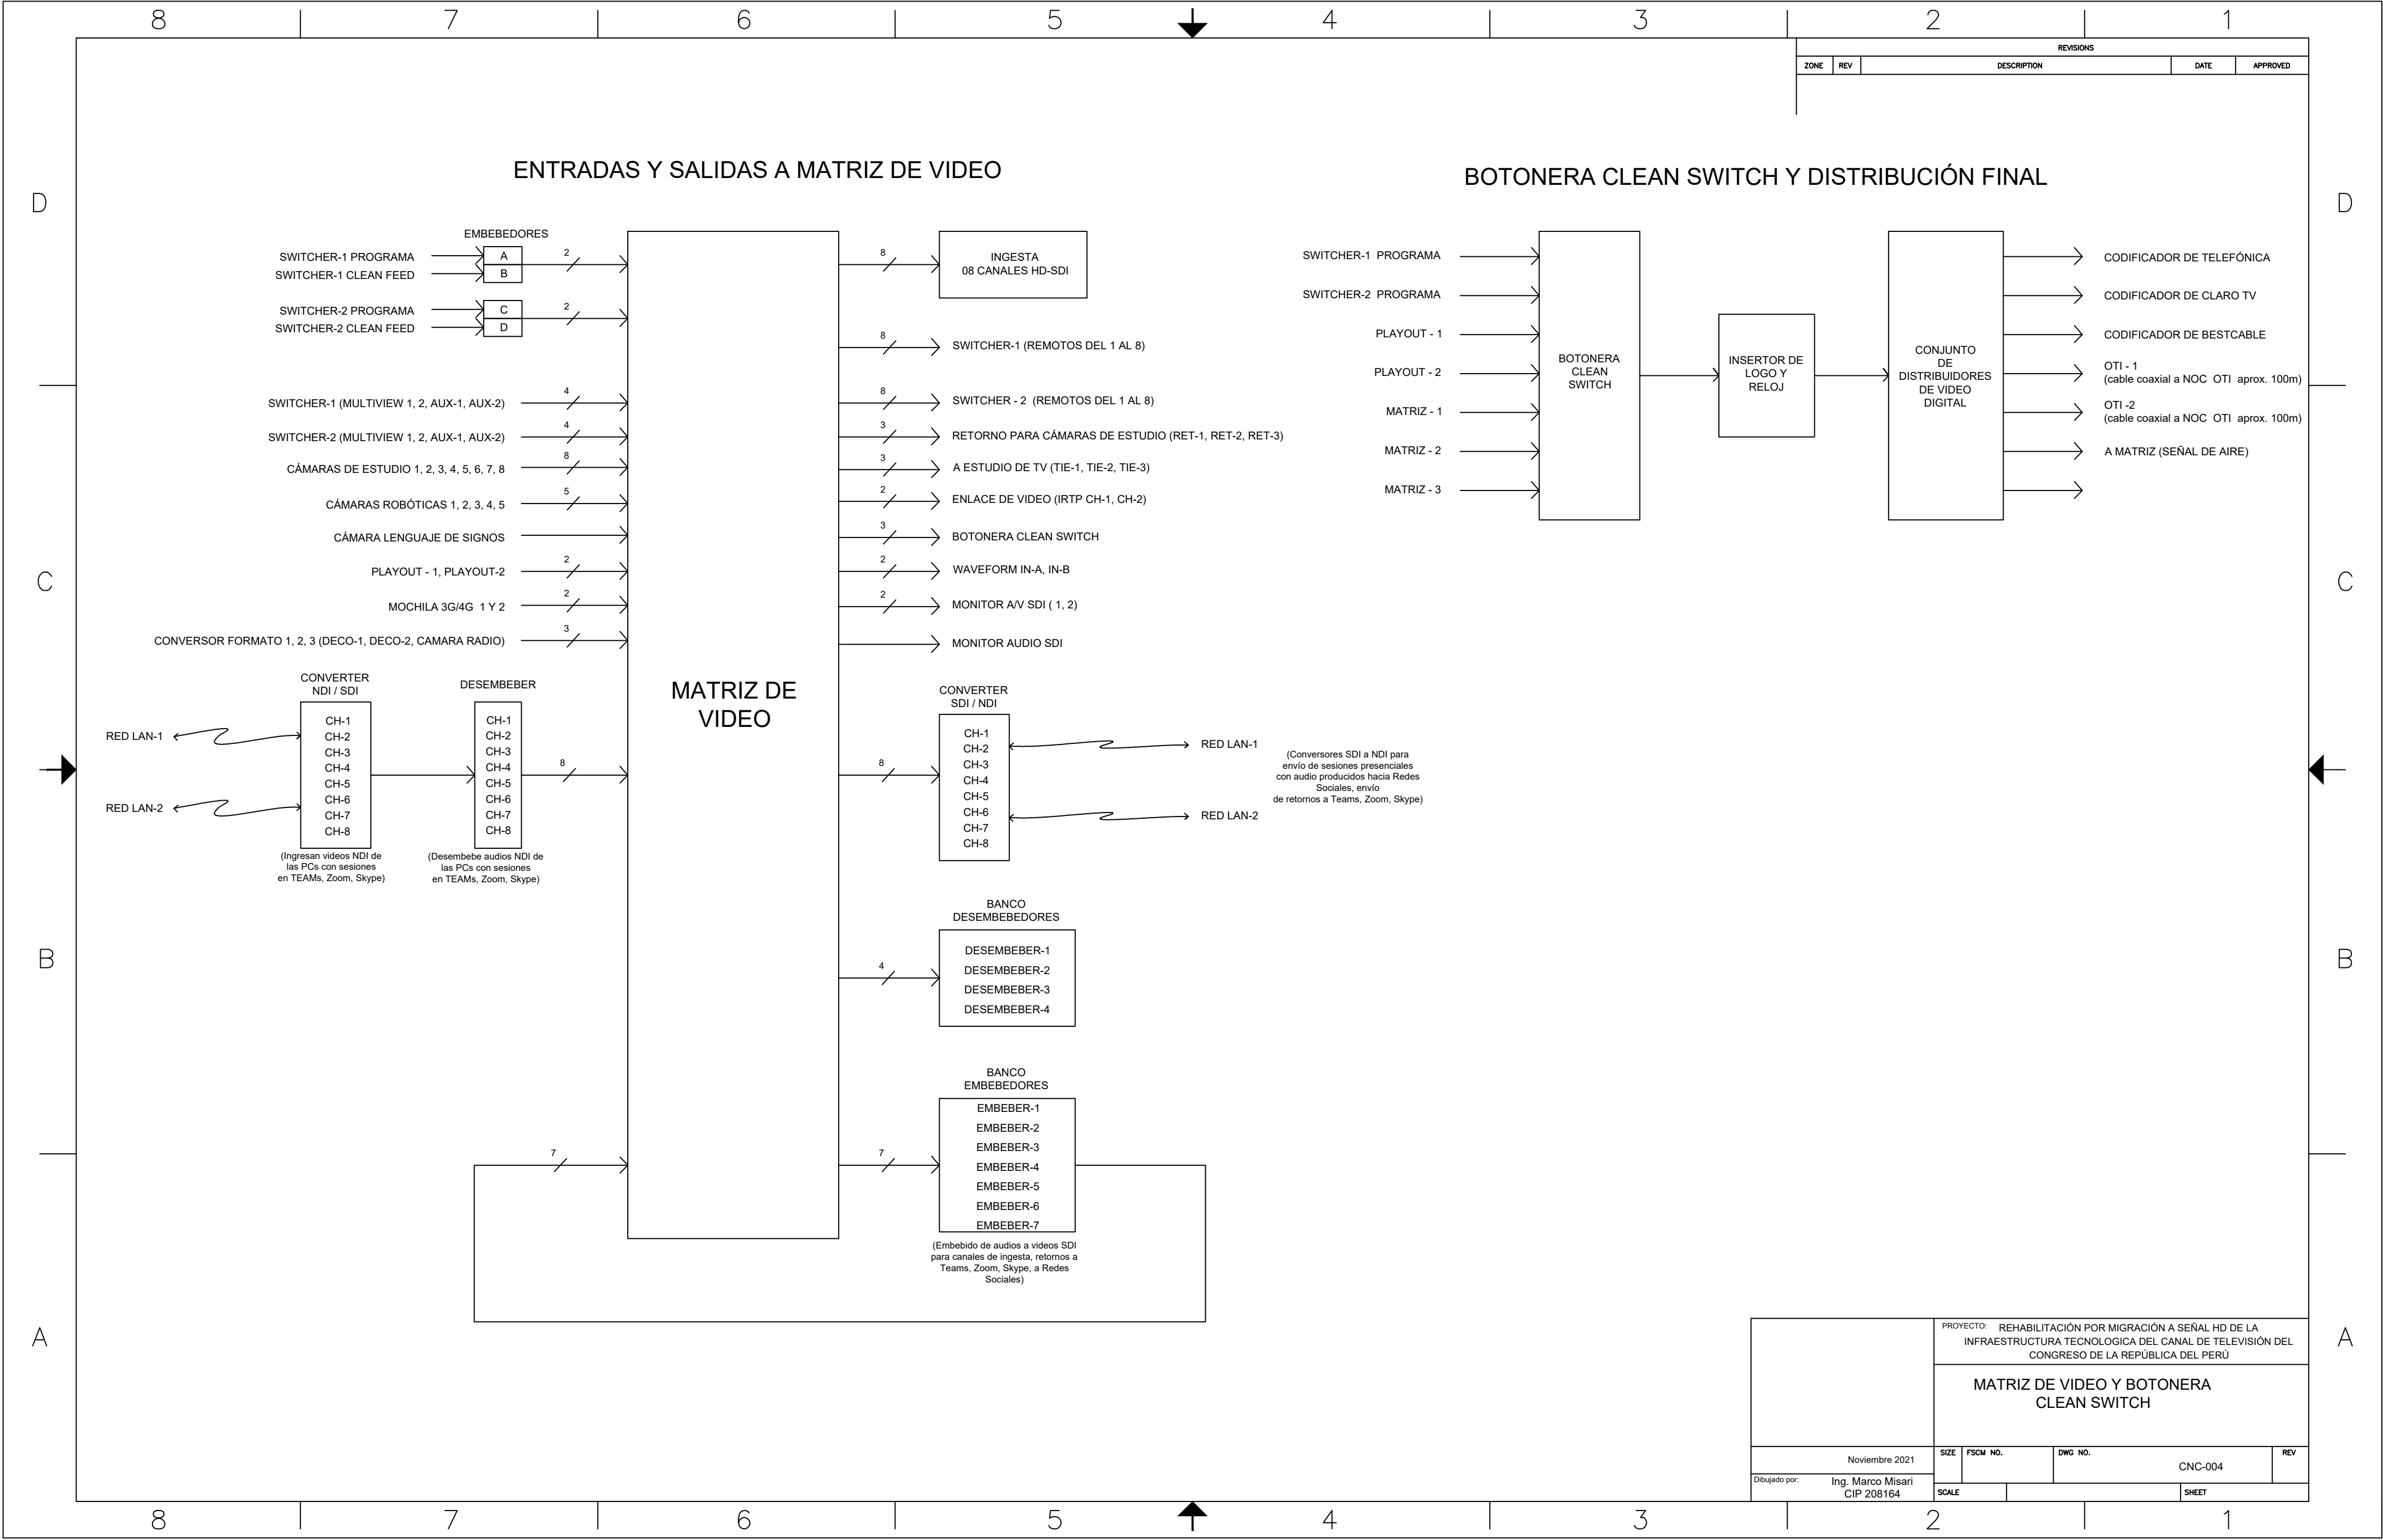 8 7 6 5 4 3 2 1
REVISIONS
ZONE REV DESCRIPTION DATE APPROVED
D
D
C
C
B
B
A
A
ENTRADAS Y SALIDAS A MATRIZ DE VIDEO
EMBEBEDORES
SWITCHER-1 PROGRAMA
A
2
SWITCHER-1 CLEAN FEED
B
SWITCHER-2 PROGRAMA
C
2
SWITCHER-2 CLEAN FEED
D
SWITCHER-1 (MULTIVIEW 1, 2, AUX-1, AUX-2)
4
SWITCHER-2 (MULTIVIEW 1, 2, AUX-1, AUX-2)
4
CÁMARAS DE ESTUDIO 1, 2, 3, 4, 5, 6, 7, 8
8
CÁMARAS ROBÓTICAS 1, 2, 3, 4, 5
5
CÁMARA LENGUAJE DE SIGNOS
PLAYOUT - 1, PLAYOUT-2
2
MOCHILA 3G/4G 1 Y 2
2
CONVERSOR FORMATO 1, 2, 3 (DECO-1, DECO-2, CAMARA RADIO)
3
CONVERTER
NDI / SDI
CH-1
CH-2
CH-3
CH-4
CH-5
CH-6
CH-7
CH-8
RED LAN-1
RED LAN-2
(Ingresan videos NDI de
las PCs con sesiones
en TEAMs, Zoom, Skype)
DESEMBEBER
CH-1
CH-2
CH-3
CH-4
CH-5
CH-6
CH-7
CH-8
8
(Desembebe audios NDI de
las PCs con sesiones
en TEAMs, Zoom, Skype)
7
MATRIZ DE
VIDEO
8
INGESTA
08 CANALES HD-SDI
8
SWITCHER-1 (REMOTOS DEL 1 AL 8)
8
SWITCHER - 2 (REMOTOS DEL 1 AL 8)
3
RETORNO PARA CÁMARAS DE ESTUDIO (RET-1, RET-2, RET-3)
3
A ESTUDIO DE TV (TIE-1, TIE-2, TIE-3)
2
ENLACE DE VIDEO (IRTP CH-1, CH-2)
3
BOTONERA CLEAN SWITCH
2
WAVEFORM IN-A, IN-B
2
MONITOR A/V SDI ( 1, 2)
MONITOR AUDIO SDI
CONVERTER
SDI / NDI
8
CH-1
CH-2
CH-3
CH-4
CH-5
CH-6
CH-7
CH-8
RED LAN-1
RED LAN-2
(Conversores SDI a NDI para
envío de sesiones presenciales
con audio producidos hacia Redes
Sociales, envío
de retornos a Teams, Zoom, Skype)
BANCO
DESEMBEBEDORES
4
DESEMBEBER-1
DESEMBEBER-2
DESEMBEBER-3
DESEMBEBER-4
BANCO
EMBEBEDORES
7
EMBEBER-1
EMBEBER-2
EMBEBER-3
EMBEBER-4
EMBEBER-5
EMBEBER-6
EMBEBER-7
(Embebido de audios a videos SDI
para canales de ingesta, retornos a
Teams, Zoom, Skype, a Redes
Sociales)
BOTONERA CLEAN SWITCH Y DISTRIBUCIÓN FINAL
SWITCHER-1 PROGRAMA
SWITCHER-2 PROGRAMA
PLAYOUT - 1
PLAYOUT - 2
MATRIZ - 1
MATRIZ - 2
MATRIZ - 3
BOTONERA
CLEAN
SWITCH
INSERTOR DE
LOGO Y
RELOJ
CONJUNTO
DE
DISTRIBUIDORES
DE VIDEO
DIGITAL
CODIFICADOR DE TELEFÓNICA
CODIFICADOR DE CLARO TV
CODIFICADOR DE BESTCABLE
OTI - 1
(cable coaxial a NOC OTI aprox. 100m)
OTI -2
(cable coaxial a NOC OTI aprox. 100m)
A MATRIZ (SEÑAL DE AIRE)
PROYECTO: REHABILITACIÓN POR MIGRACIÓN A SEÑAL HD DE LA
INFRAESTRUCTURA TECNOLOGICA DEL CANAL DE TELEVISIÓN DEL
CONGRESO DE LA REPÚBLICA DEL PERÚ
MATRIZ DE VIDEO Y BOTONERA
CLEAN SWITCH
Noviembre 2021
SIZE FSCM NO. DWG NO. REV
CNC-004
Dibujado por: Ing. Marco Misari
CIP 208164
SCALE SHEET
8 7 6 5 4 3 2 1